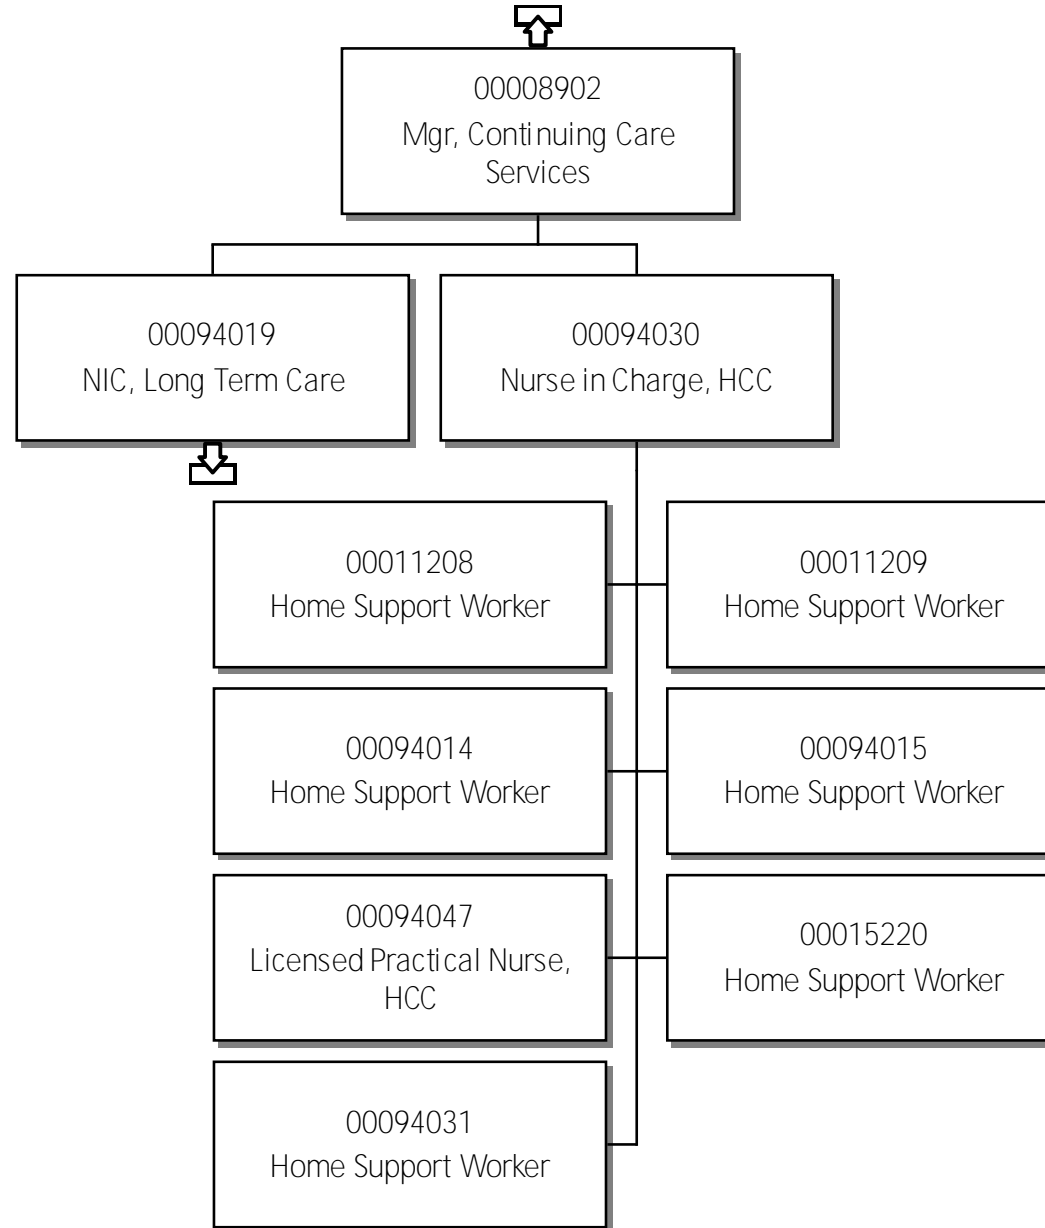 00008902
Mgr, Continuing Care
Services
00094019
NIC, Long Term Care
00094030
Nurse in Charge, HCC
00011208
Home Support Worker
00011209
Home Support Worker
00094014
Home Support Worker
00094015
Home Support Worker
00094047
Licensed Practical Nurse,
HCC
00015220
Home Support Worker
00094031
Home Support Worker